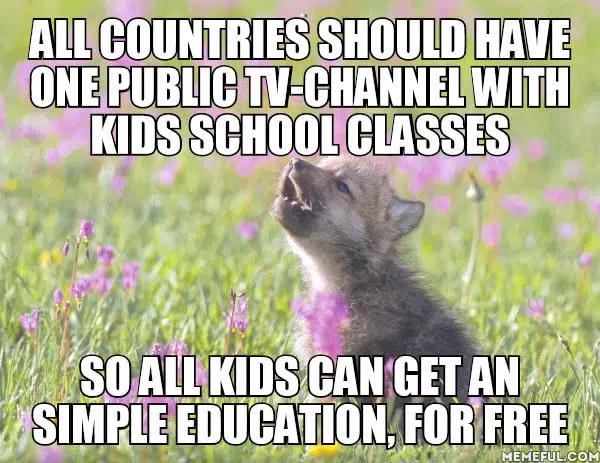 ALL COUNTRIES SHOULD HAVE
ONE PUBLIC TV-CHANNEL WITH
KIDS SCHOOL CLASSES
SO ALL KIDS CAN GET AN
SIMPLE EDUCATION, FOR FREE
MEMEFUL.COM